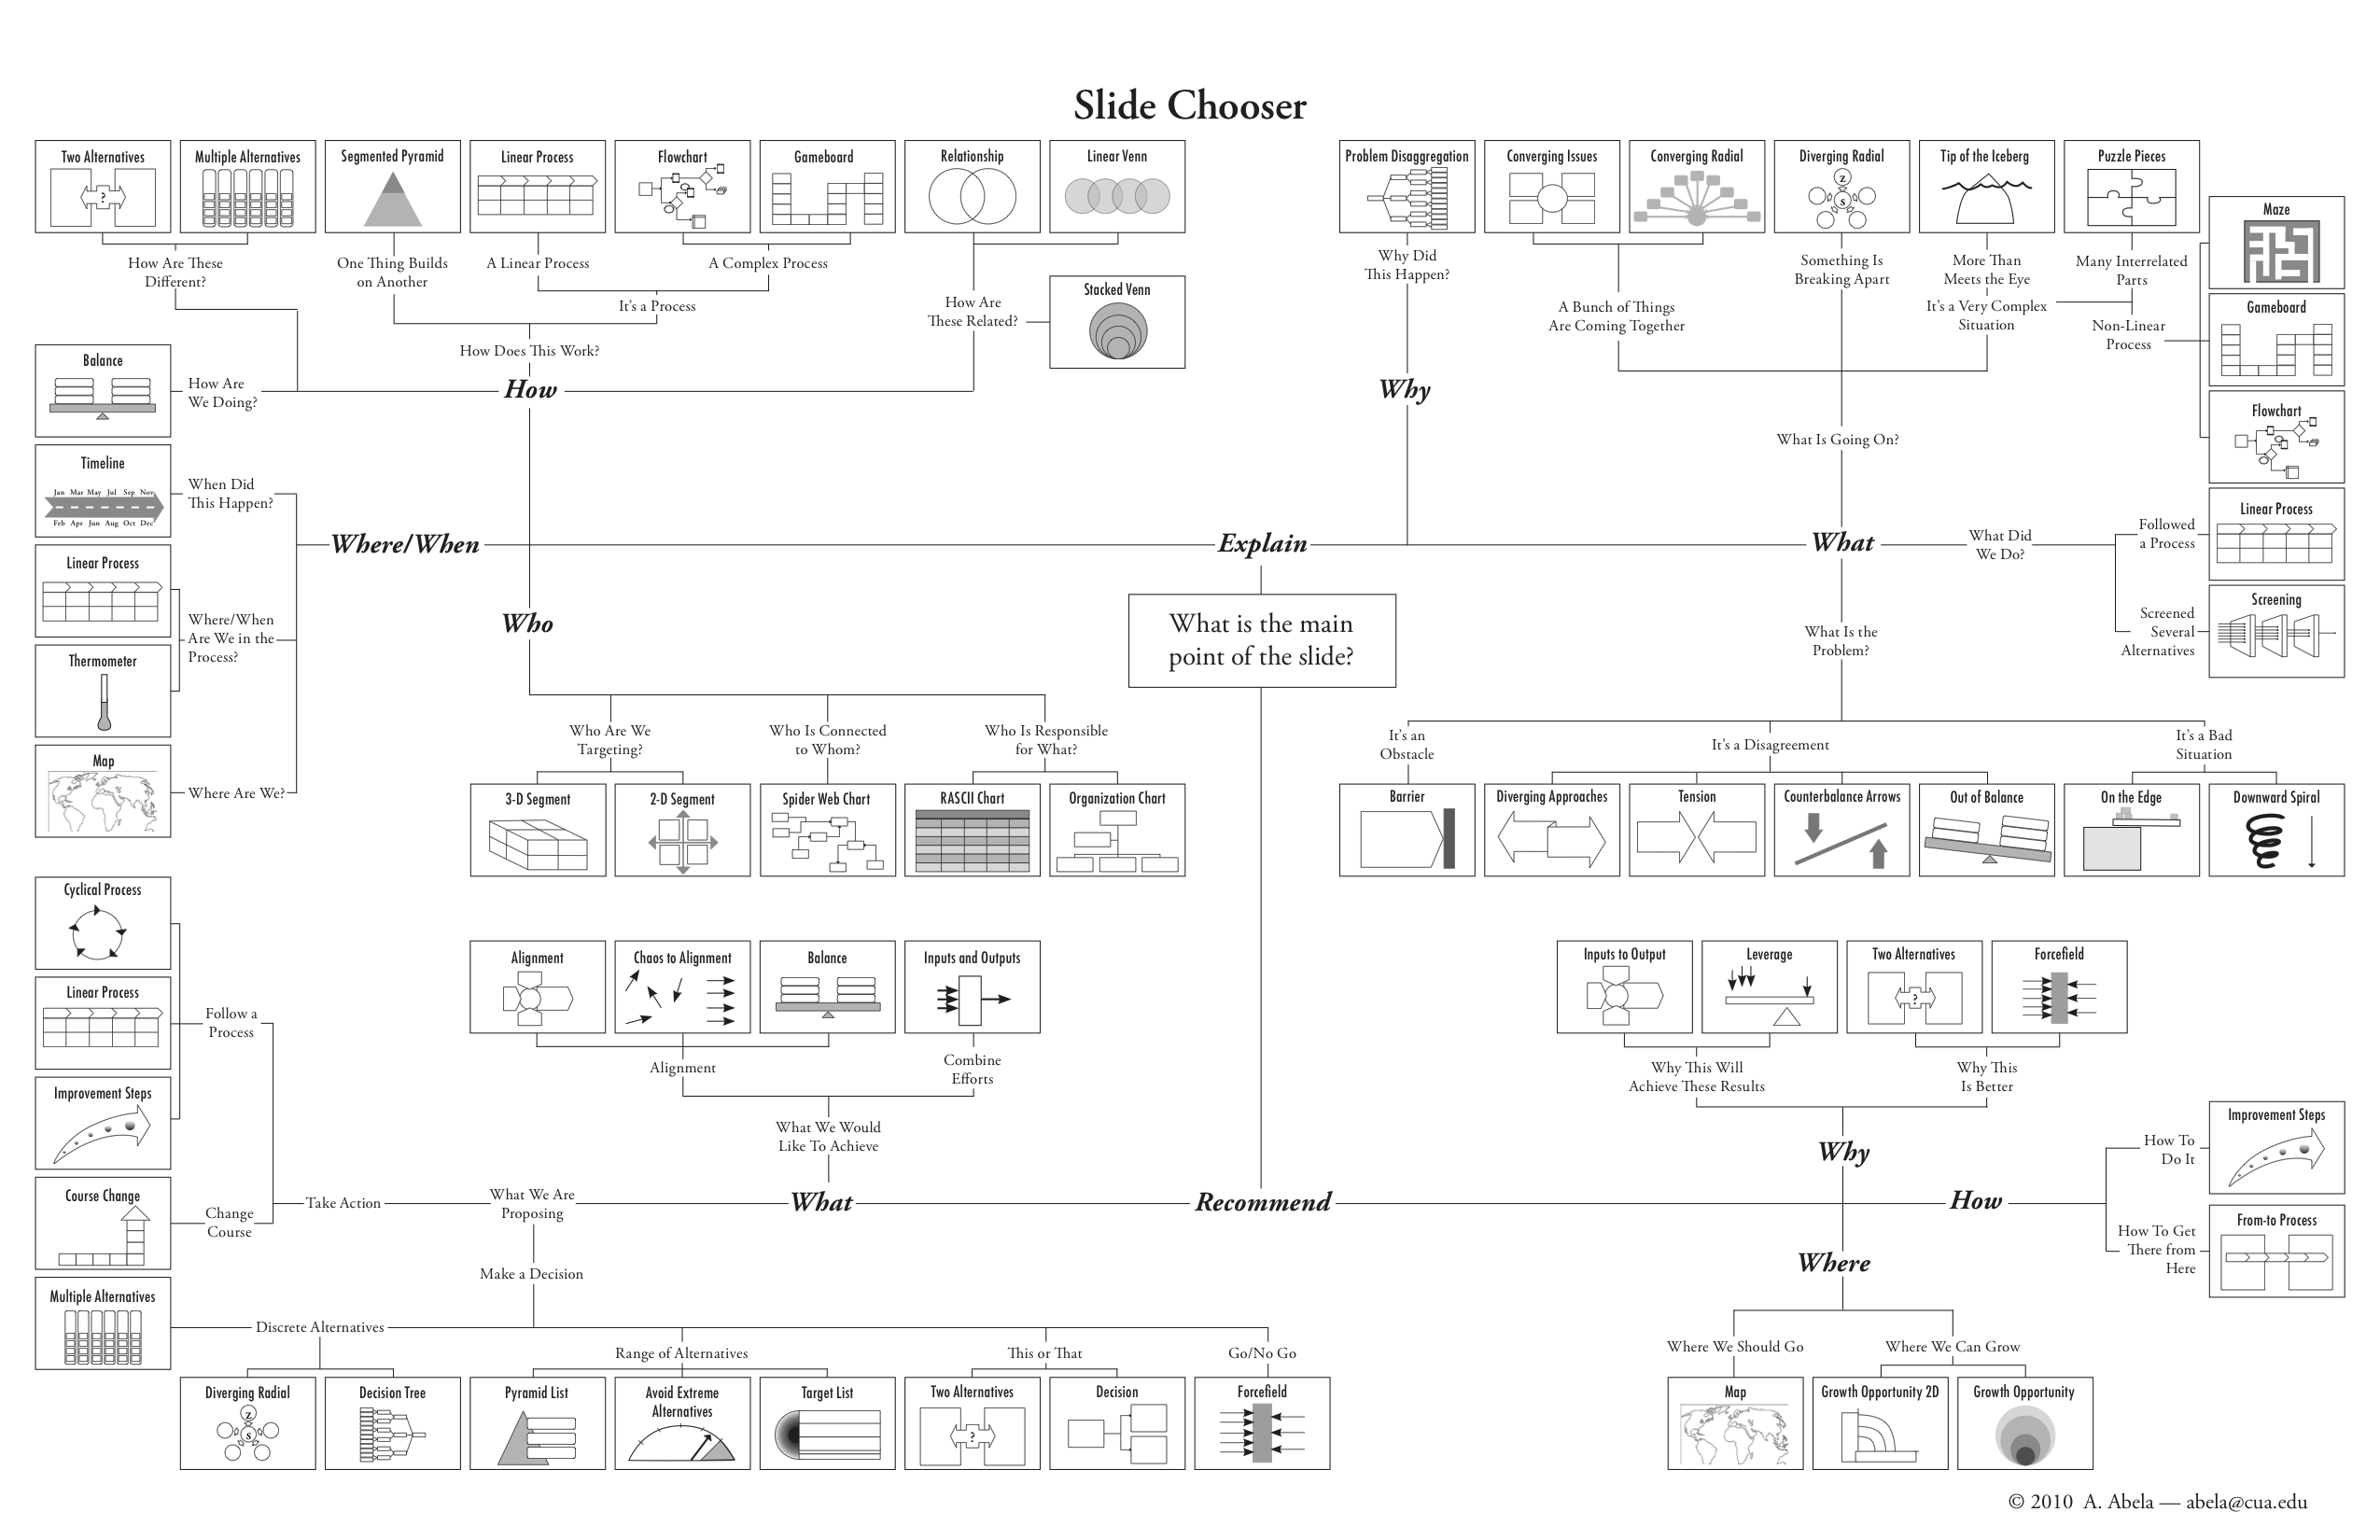 Slide Chooser
Two Alternatives
?
Multiple Alternatives
Segmented Pyramid
Linear Process
Flowchart
Gameboard
Relationship
Linear Venn
How Are These
Different?
One Thing Builds
on Another
A Linear Process
A Complex Process
It's a Process
How Does This Work?
How Are
These Related?
Stacked Venn
Balance
How Are
We Doing?
How
Problem Disaggregation
Converging Issues
Converging Radial
Diverging Radial
Z
S
Tip of the Iceberg
Puzzle Pieces
Maze
Why Did
This Happen?
A Bunch of Things
Are Coming Together
Something Is
Breaking Apart
More Than
Meets the Eye
Many Interrelated
Parts
It's a Very Complex
Situation
Non-Linear
Process
Gameboard
Flowchart
Why
What Is Going On?
Timeline
Jan Mar May Jul Sep Nov
Feb Apr Jun Aug Oct Dec
When Did
This Happen?
Linear Process
Where/When
Are We in the
Process?
Thermometer
Map
Where Are We?
Where/When
Explain
What
What Did
We Do?
Followed
a Process
Linear Process
Screened
Several
Alternatives
Screening
What is the main
point of the slide?
Who
Who Are We
Targeting?
Who Is Connected
to Whom?
Who Is Responsible
for What?
3-D Segment
2-D Segment
Spider Web Chart
RASCII Chart
Organization Chart
What Is the
Problem?
It's an
Obstacle
It's a Disagreement
It's a Bad
Situation
Barrier
Diverging Approaches
Tension
Counterbalance Arrows
Out of Balance
On the Edge
Downward Spiral
Cyclical Process
Linear Process
Improvement Steps
Follow a
Process
Course Change
Change
Course
Take Action
What We Are
Proposing
Alignment
Chaos to Alignment
Balance
Inputs and Outputs
Alignment
Combine
Efforts
What We Would
Like To Achieve
What
Recommend
Inputs to Output
Leverage
Two Alternatives
?
Forcefield
Why This Will
Achieve These Results
Why This
Is Better
Why
How
How To
Do It
Improvement Steps
How To Get
There from
Here
From-to Process
Where
Where We Should Go
Where We Can Grow
Map
Growth Opportunity 2D
Growth Opportunity
Make a Decision
Multiple Alternatives
Discrete Alternatives
Range of Alternatives
This or That
Go/No Go
Diverging Radial
Z
S
Decision Tree
Pyramid List
Avoid Extreme
Alternatives
Target List
Two Alternatives
?
Decision
Forcefield
© 2010 A. Abela — abela@cua.edu